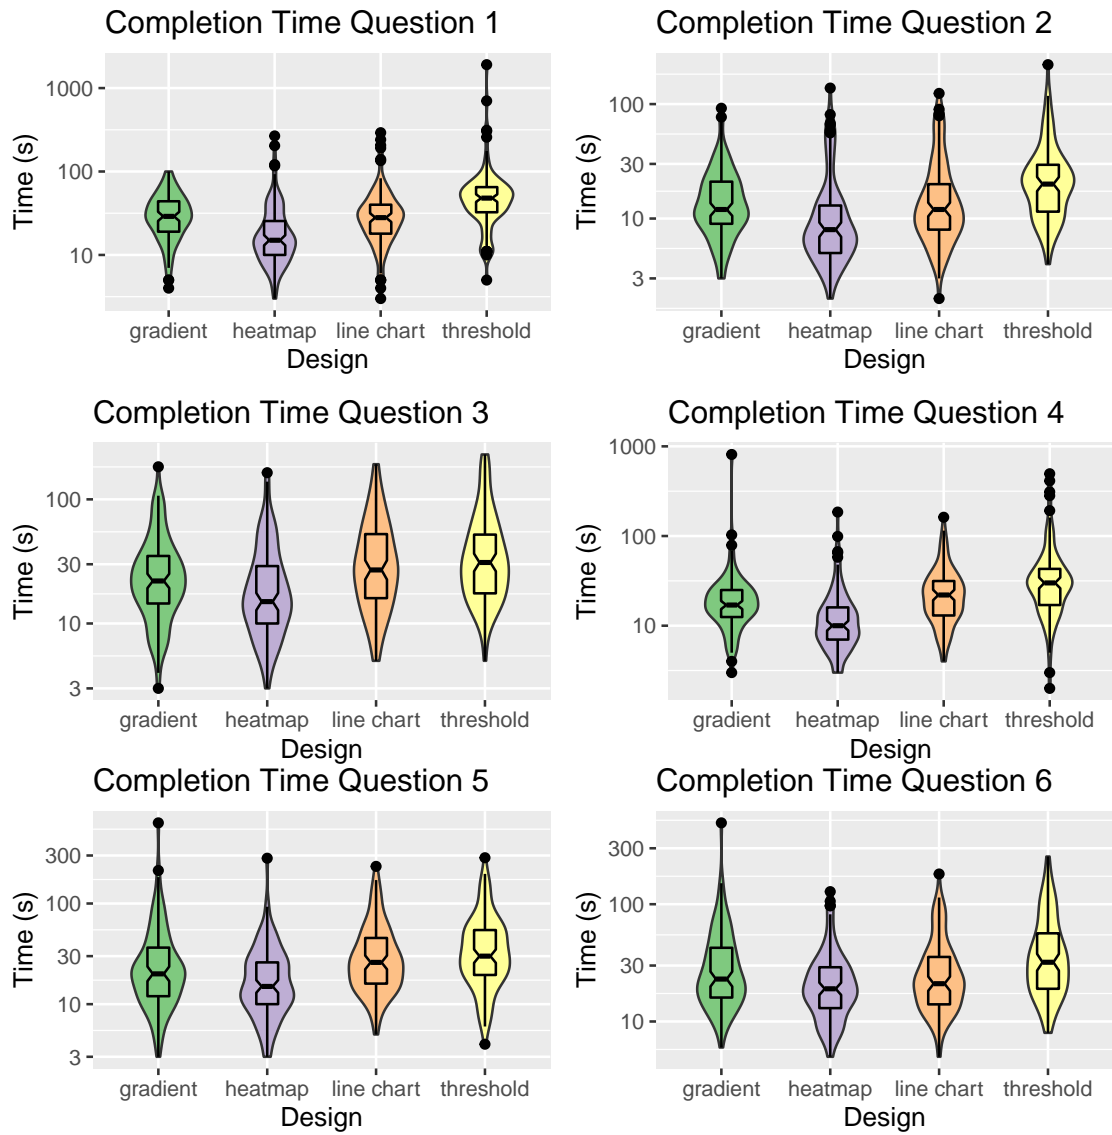 Completion Time Question 1
Time (s)
1000
100
10
gradient heatmap line chart threshold
Design
Completion Time Question 2
Time (s)
100
30
10
3
gradient heatmap line chart threshold
Design
Completion Time Question 3
Time (s)
100
30
10
3
gradient heatmap line chart threshold
Design
Completion Time Question 4
Time (s)
1000
100
10
gradient heatmap line chart threshold
Design
Completion Time Question 5
Time (s)
300
100
30
10
3
gradient heatmap line chart threshold
Design
Completion Time Question 6
Time (s)
300
100
30
10
gradient heatmap line chart threshold
Design